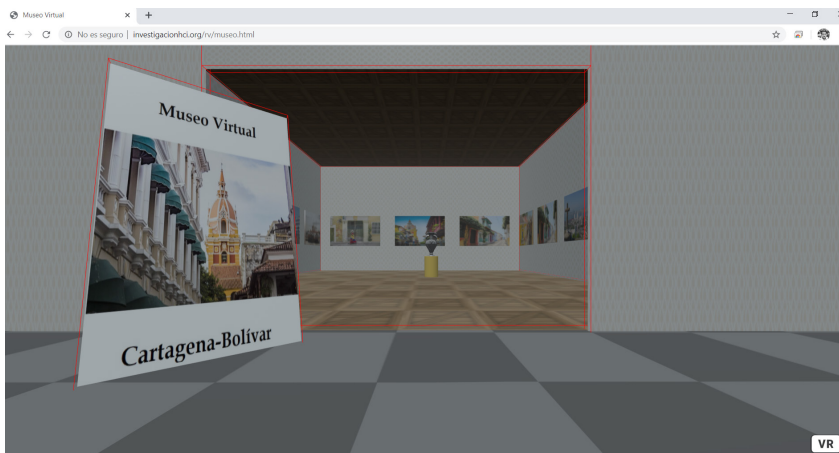 Museo Virtual
No es seguro | investigacionhci.org/rv/museo.html
Museo Virtual
Cartagena-Bolívar
VR